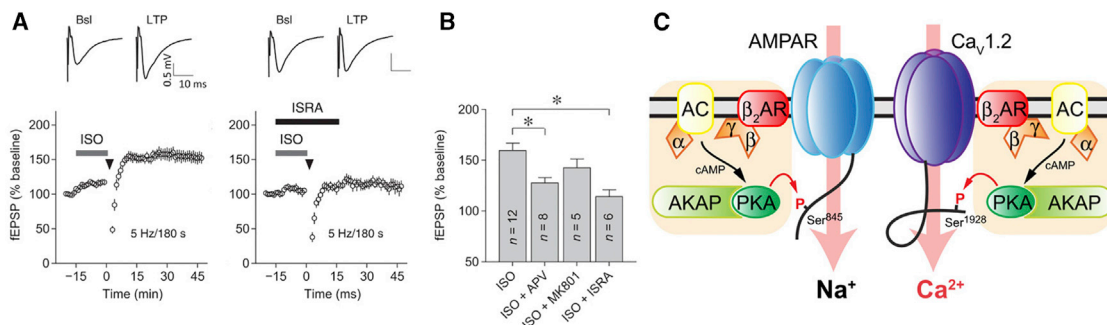 A
Bsl
LTP
0.5 mV
10 ms
Bsl
LTP
fEPSP (% baseline)
200
150
100
50
ISO
5 Hz/180 s
−15
0
15
30
45
Time (min)
ISRA
ISO
200
150
100
50
5 Hz/180 s
−15
0
15
30
45
Time (ms)
B
fEPSP (% baseline)
200
150
100
50
*
*
n = 12
n = 8
n = 5
n = 6
ISO
ISO + APV
ISO + MK801
ISO + ISRA
C
AMPAR
CaV1.2
AC
β2AR
α
β
γ
cAMP
AKAP
PKA
P
Ser845
Na+
β2AR
AC
γ
β
α
cAMP
P
PKA
AKAP
Ser1928
Ca2+